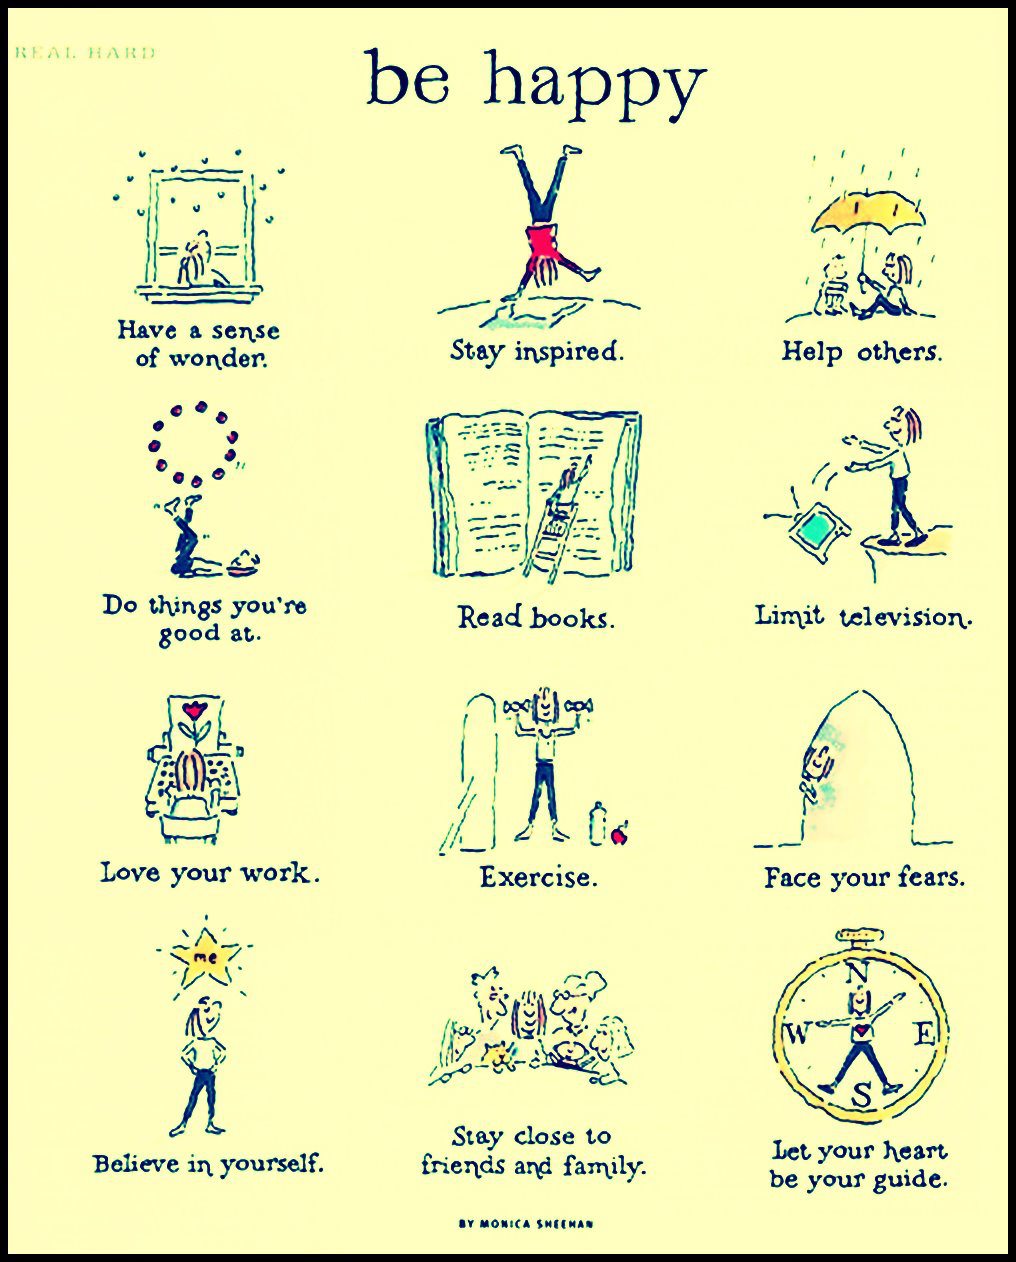 REAL HARD
be happy
Have a sense
of wonder.
Stay inspired.
Help others.
Do things you're
good at.
Read books.
Limit television.
Love your work.
Exercise.
Face your fears.
me
Believe in yourself.
Stay close to
friends and family.
N
W E
S
Let your heart
be your guide.
BY MONICA SHEEHAN